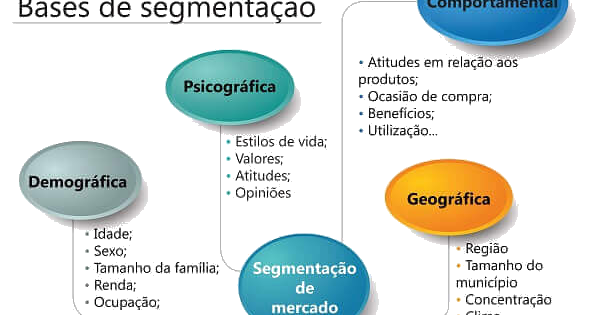 Bases de segmentação
Comportamental
• Atitudes em relação aos
produtos;
• Ocasião de compra;
• Benefícios;
• Utilização...
Psicográfica
• Estilos de vida;
• Valores;
• Atitudes;
• Opiniões
Demográfica
• Idade;
• Sexo;
• Tamanho da família;
• Renda;
• Ocupação;
Geográfica
• Região
• Tamanho do
município
• Concentração
• Clima
Segmentação
de
mercado